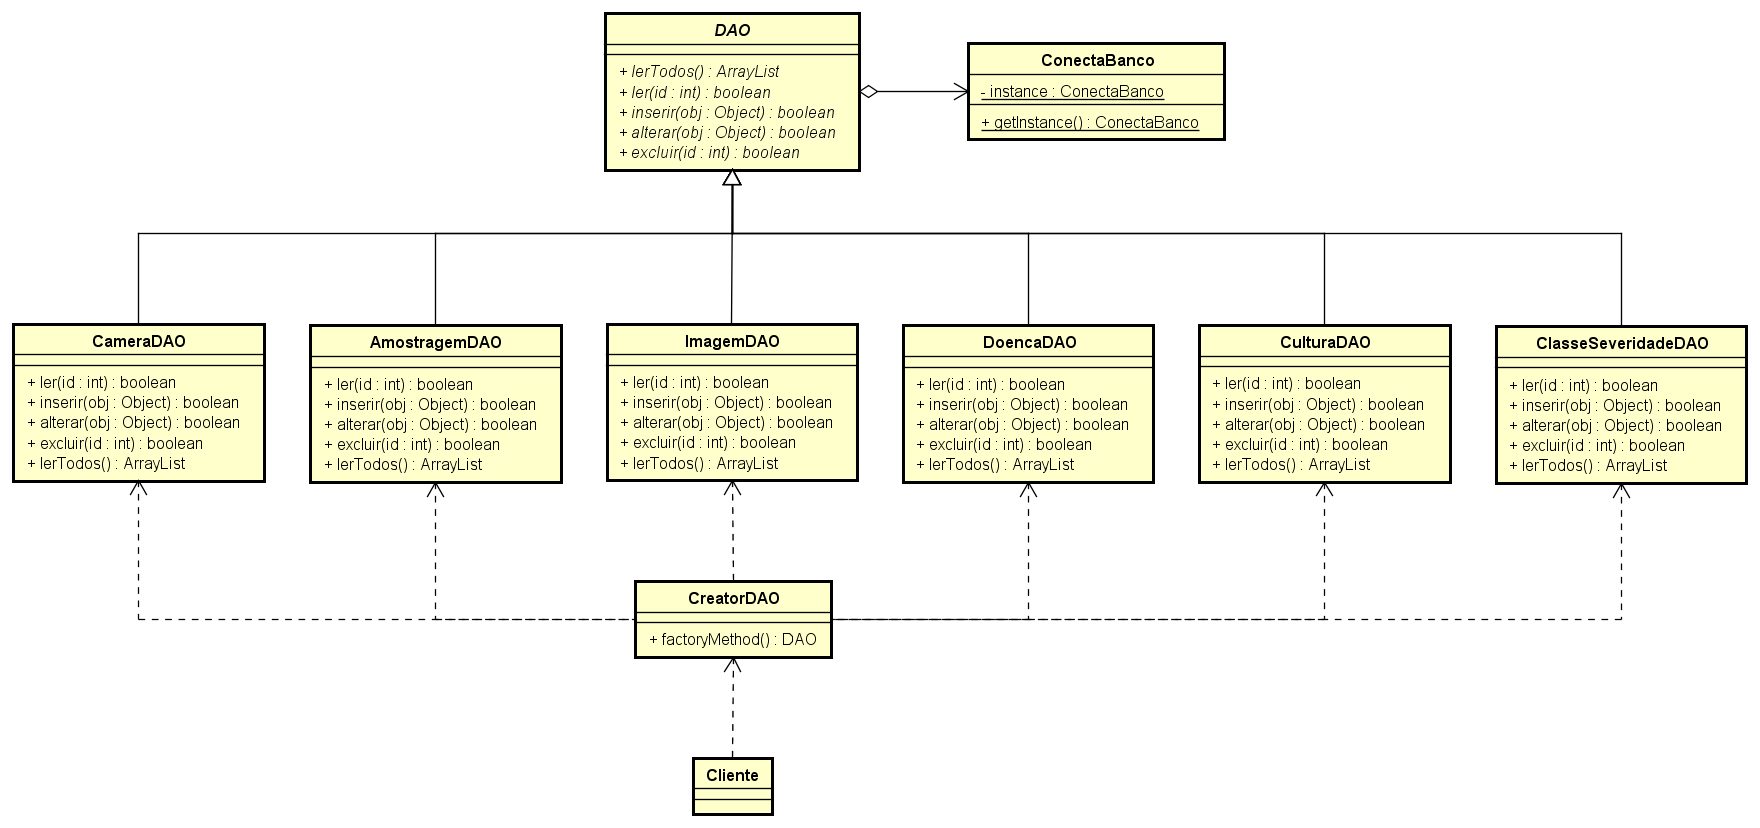 DAO
+ lerTodos() : ArrayList
+ ler(id : int) : boolean
+ inserir(obj : Object) : boolean
+ alterar(obj : Object) : boolean
+ excluir(id : int) : boolean
ConectaBanco
- instance : ConectaBanco
+ getInstance() : ConectaBanco
CameraDAO
+ ler(id : int) : boolean
+ inserir(obj : Object) : boolean
+ alterar(obj : Object) : boolean
+ excluir(id : int) : boolean
+ lerTodos() : ArrayList
AmostragemDAO
+ ler(id : int) : boolean
+ inserir(obj : Object) : boolean
+ alterar(obj : Object) : boolean
+ excluir(id : int) : boolean
+ lerTodos() : ArrayList
ImagemDAO
+ ler(id : int) : boolean
+ inserir(obj : Object) : boolean
+ alterar(obj : Object) : boolean
+ excluir(id : int) : boolean
+ lerTodos() : ArrayList
DoencaDAO
+ ler(id : int) : boolean
+ inserir(obj : Object) : boolean
+ alterar(obj : Object) : boolean
+ excluir(id : int) : boolean
+ lerTodos() : ArrayList
CulturaDAO
+ ler(id : int) : boolean
+ inserir(obj : Object) : boolean
+ alterar(obj : Object) : boolean
+ excluir(id : int) : boolean
+ lerTodos() : ArrayList
ClasseSeveridadeDAO
+ ler(id : int) : boolean
+ inserir(obj : Object) : boolean
+ alterar(obj : Object) : boolean
+ excluir(id : int) : boolean
+ lerTodos() : ArrayList
CreatorDAO
+ factoryMethod() : DAO
Cliente